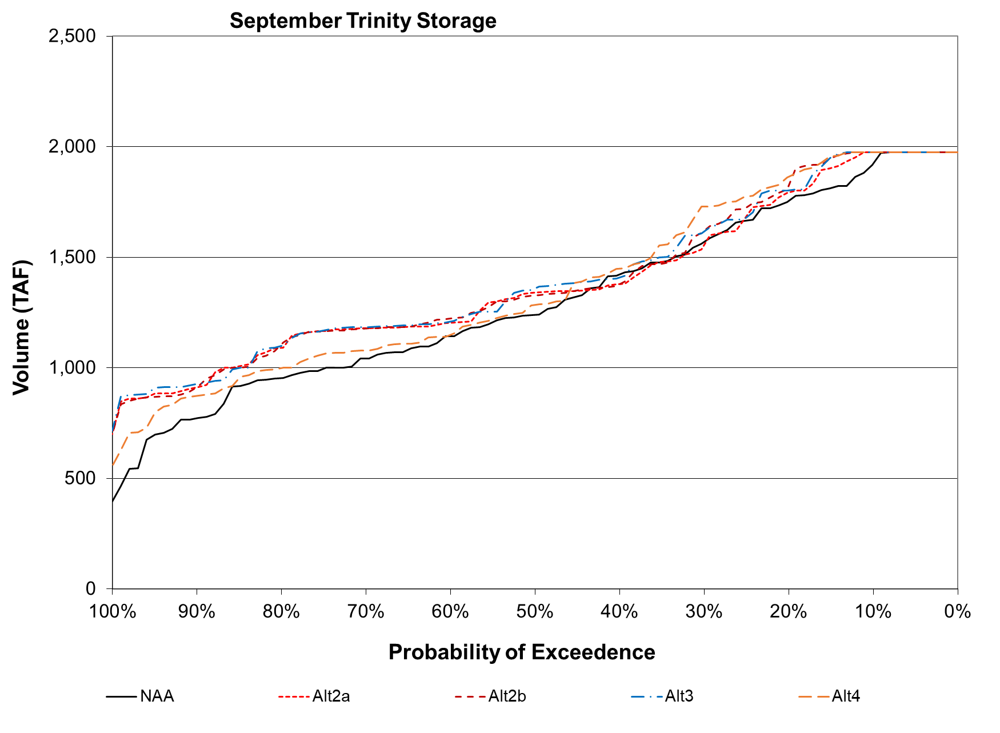 September Trinity Storage
2,500
2,000
1,500
1,000
500
0
Volume (TAF)
100% 90% 80% 70% 60% 50% 40% 30% 20% 10% 0%
Probability of Exceedence
NAA Alt2a Alt2b Alt3 Alt4